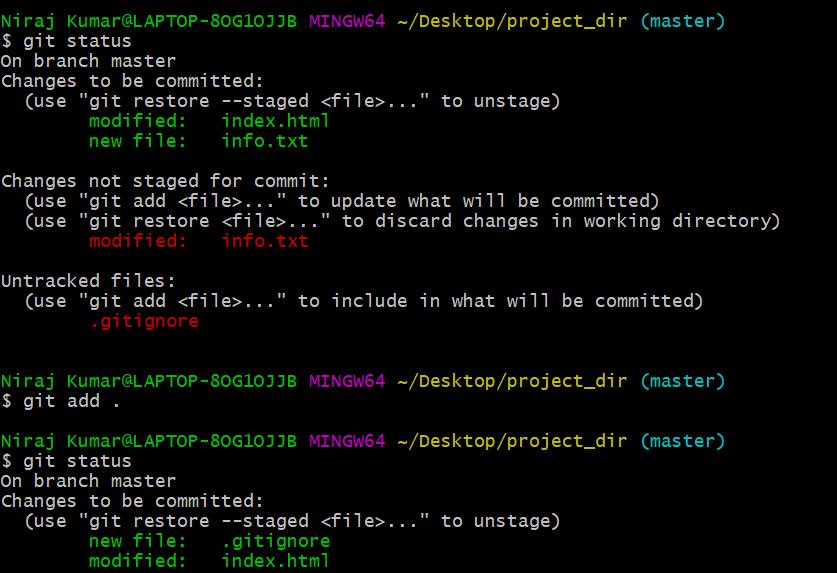 Niraj Kumar@LAPTOP-8OG1OJJB MINGW64 ~/Desktop/project_dir (master)
$ git status
On branch master
Changes to be committed:
  (use "git restore --staged <file>..." to unstage)
        modified:   index.html
        new file:   info.txt

Changes not staged for commit:
  (use "git add <file>..." to update what will be committed)
  (use "git restore <file>..." to discard changes in working directory)
        modified:   info.txt

Untracked files:
  (use "git add <file>..." to include in what will be committed)
        .gitignore


Niraj Kumar@LAPTOP-8OG1OJJB MINGW64 ~/Desktop/project_dir (master)
$ git add .

Niraj Kumar@LAPTOP-8OG1OJJB MINGW64 ~/Desktop/project_dir (master)
$ git status
On branch master
Changes to be committed:
  (use "git restore --staged <file>..." to unstage)
        new file:   .gitignore
        modified:   index.html